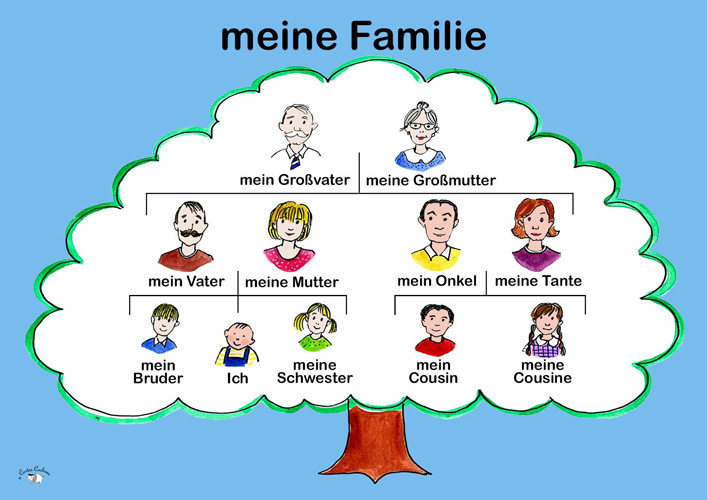 meine Familie
mein Großvater
meine Großmutter
mein Vater
meine Mutter
mein Onkel
meine Tante
mein
Bruder
Ich
meine
Schwester
mein
Cousin
meine
Cousine